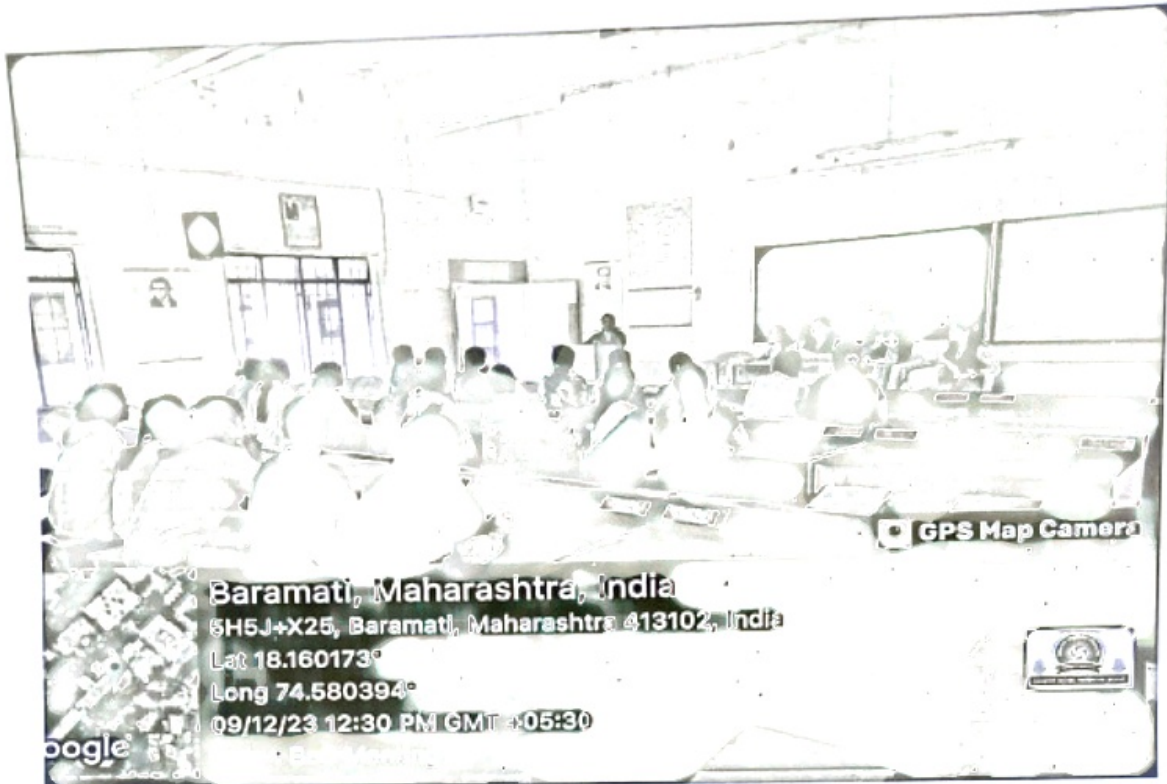 GPS Map Camera
Baramati, Maharashtra, India
5H5J+X25, Baramati, Maharashtra 413102, India
Lat 18.160173°
Long 74.580394°
09/12/23 12:30 PM GMT +05:30
oogle